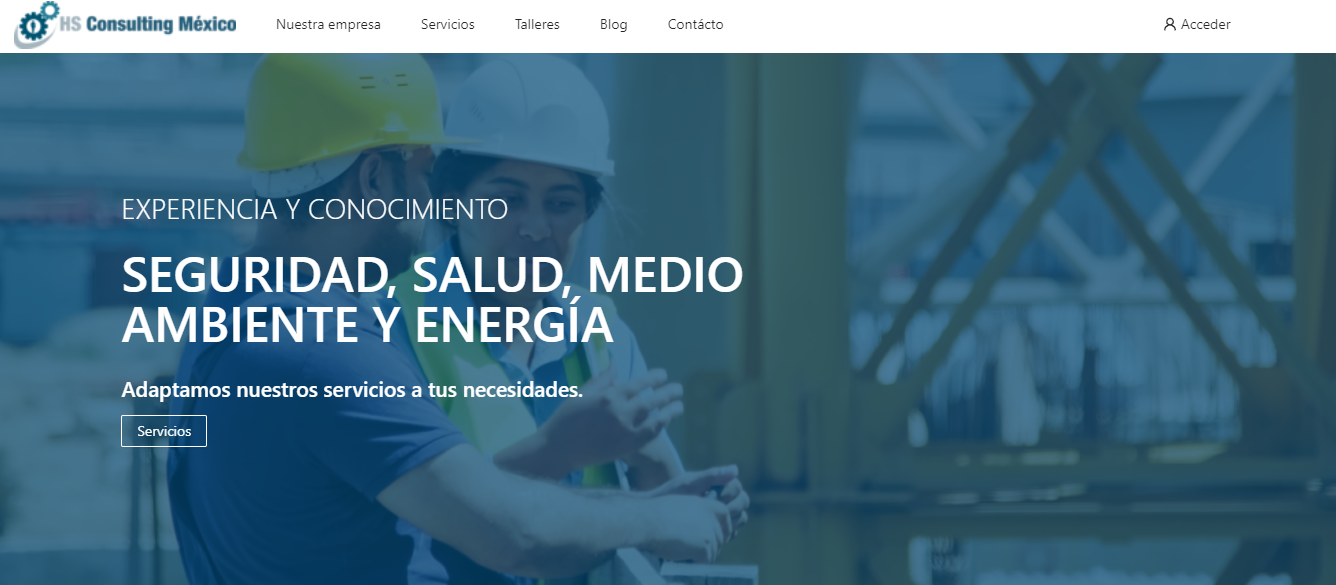 HS Consulting México
Nuestra empresa
Servicios
Talleres
Blog
Contácto
Acceder
EXPERIENCIA Y CONOCIMIENTO
SEGURIDAD, SALUD, MEDIO
AMBIENTE Y ENERGÍA
Adaptamos nuestros servicios a tus necesidades.
Servicios